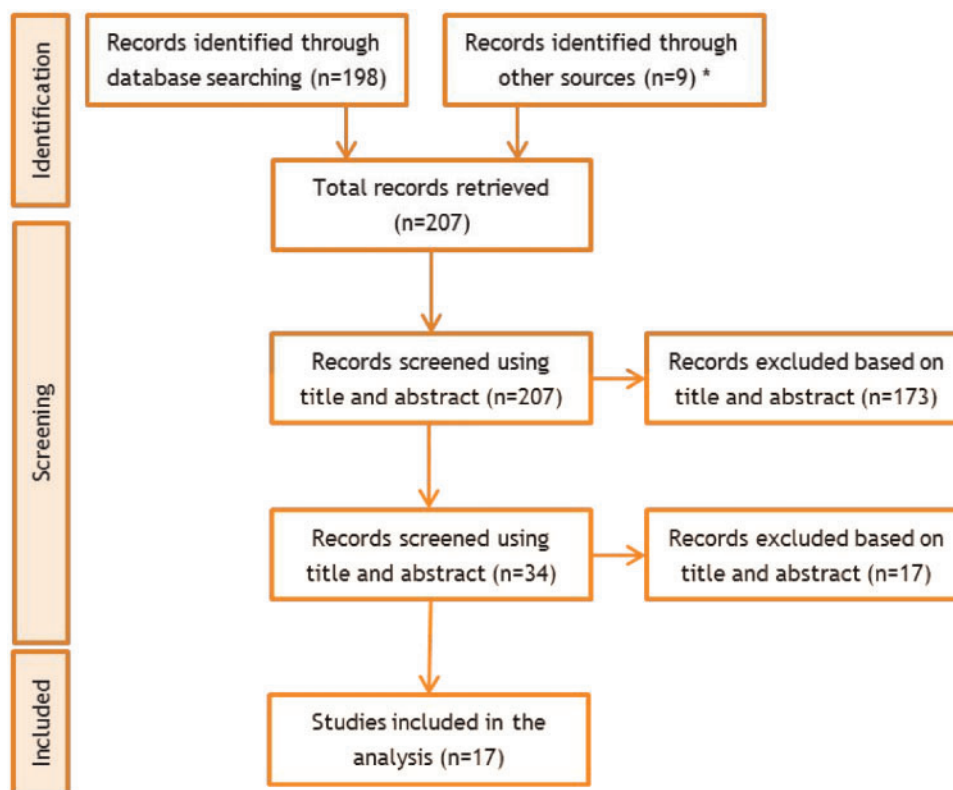 Identification
Records identified through
database searching (n=198)
Records identified through
other sources (n=9) *
Total records retrieved
(n=207)
Screening
Records screened using
title and abstract (n=207)
Records excluded based on
title and abstract (n=173)
Records screened using
title and abstract (n=34)
Records excluded based on
title and abstract (n=17)
Included
Studies included in the
analysis (n=17)